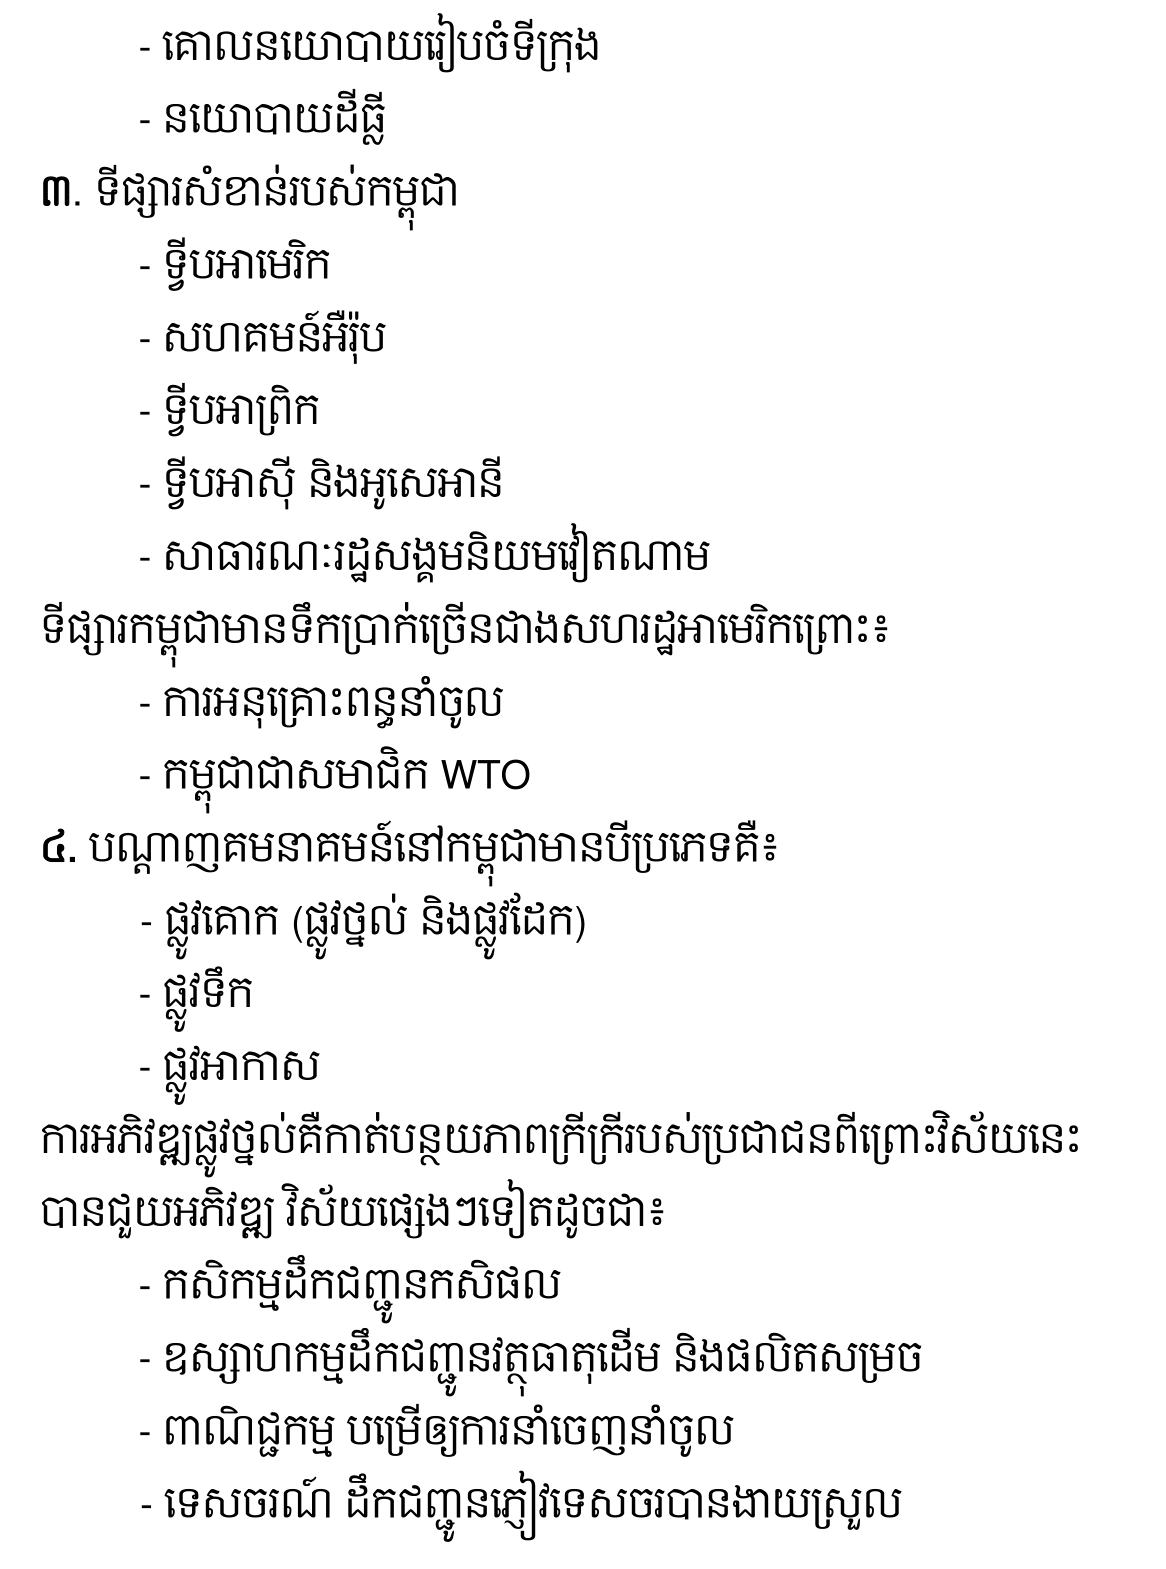 - គោលនយោបាយរៀបចំទីក្រុង
- នយោបាយដីធ្លី
៣. ទីផ្សារសំខាន់របស់កម្ពុជា
- ទ្វីបអាមេរិក
- សហគមន៍អឺរ៉ុប
- ទ្វីបអាព្រិក
- ទ្វីបអាស៊ី និងអូសេអានី
- សាធារណៈរដ្ឋសង្គមនិយមវៀតណាម
ទីផ្សារកម្ពុជាមានទឹកប្រាក់ច្រើនជាងសហរដ្ឋអាមេរិកព្រោះ៖
- ការអនុគ្រោះពន្ធនាំចូល
- កម្ពុជាជាសមាជិក WTO
៤. បណ្តាញគមនាគមន៍នៅកម្ពុជាមានបីប្រភេទគឺ៖
- ផ្លូវគោក (ផ្លូវថ្នល់ និងផ្លូវដែក)
- ផ្លូវទឹក
- ផ្លូវអាកាស
ការអភិវឌ្ឍផ្លូវថ្នល់គឺកាត់បន្ថយភាពក្រីក្រីរបស់ប្រជាជនពីព្រោះវិស័យនេះ
បានជួយអភិវឌ្ឍ វិស័យផ្សេងៗទៀតដូចជា៖
- កសិកម្មដឹកជញ្ជូនកសិផល
- ឧស្សាហកម្មដឹកជញ្ជូនវត្ថុធាតុដើម និងផលិតសម្រច
- ពាណិជ្ជកម្ម បម្រើឲ្យការនាំចេញនាំចូល
- ទេសចរណ៍ ដឹកជញ្ជូនភ្ញៀវទេសចរបានងាយស្រួល